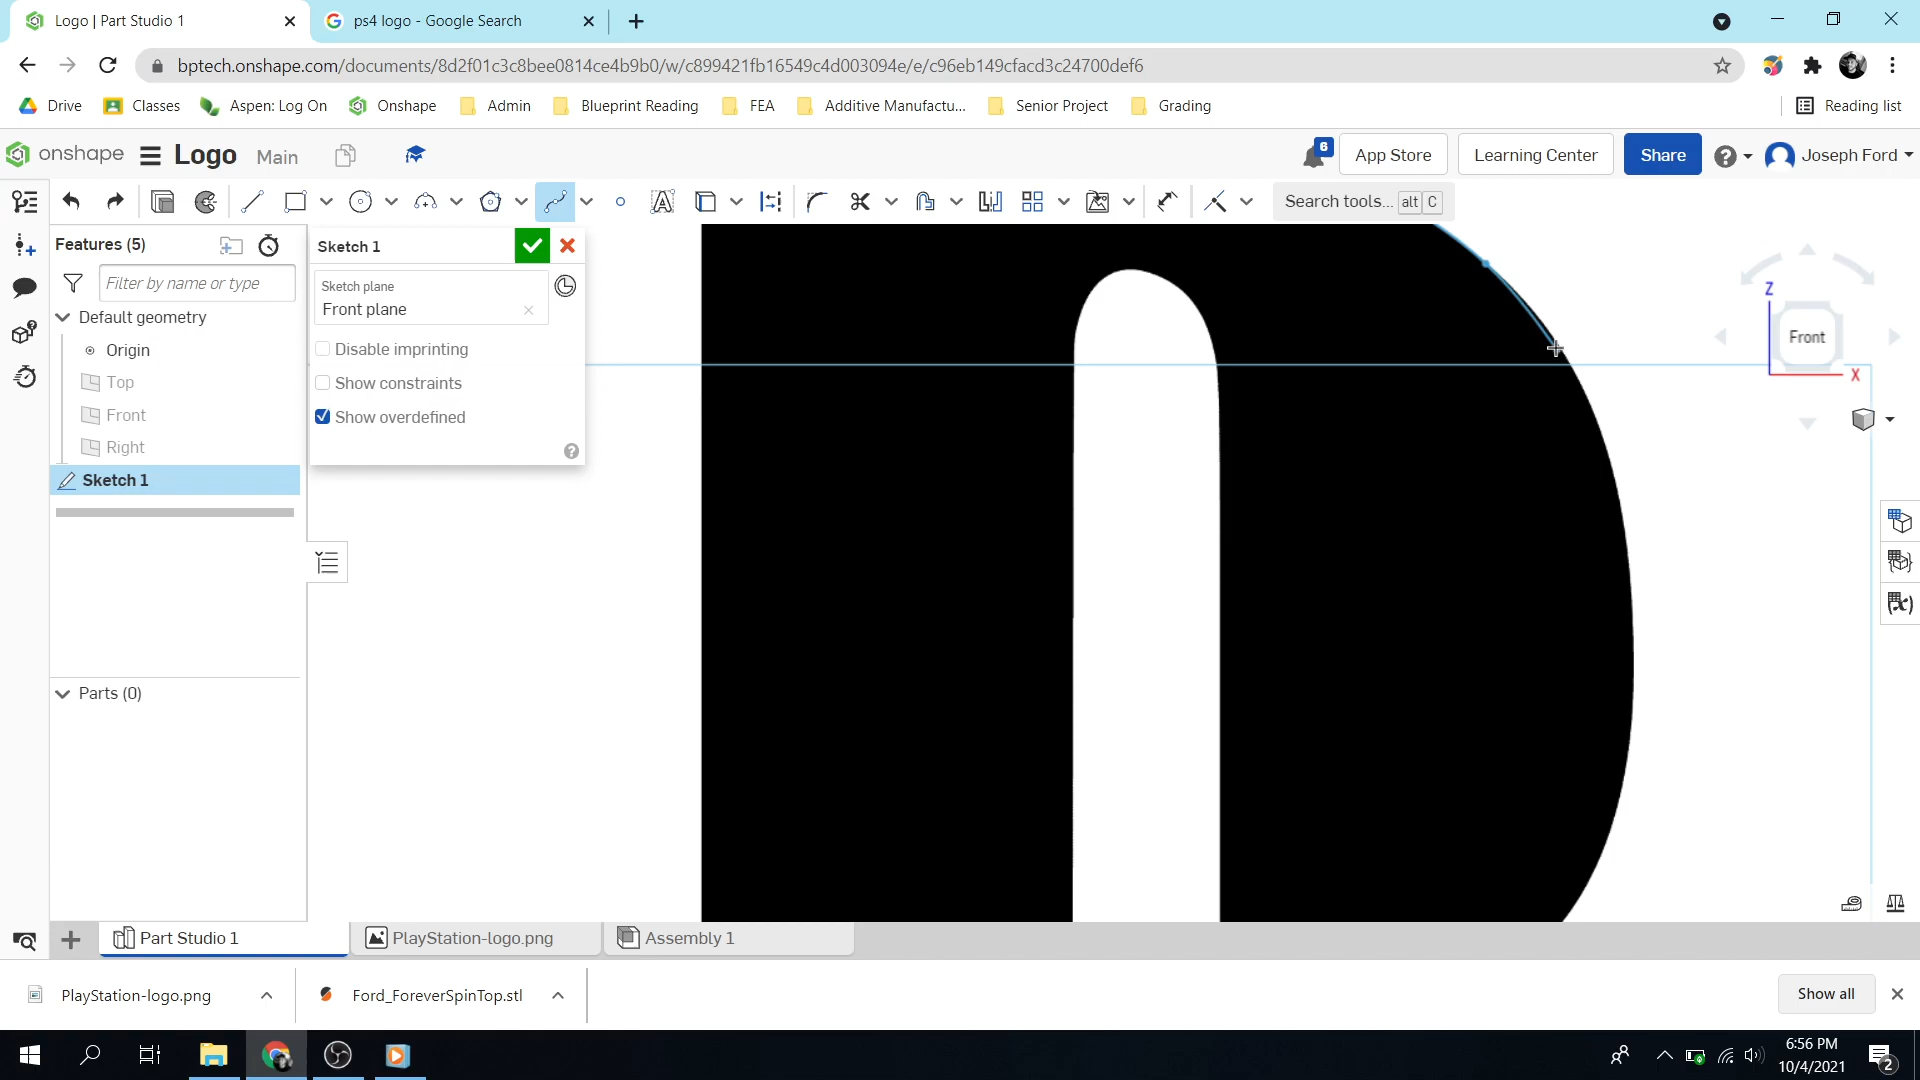 Logo | Part Studio 1
ps4 logo - Google Search
bptech.onshape.com/documents/8d2f01c3c8bee0814ce4b9b0/w/c899421fb16549c4d003094e/e/c96eb149cfacd3c24700def6
Drive
Classes
Aspen: Log On
Onshape
Admin
Blueprint Reading
FEA
Additive Manufactu...
Senior Project
Grading
Reading list
onshape
Logo
Main
6
App Store
Learning Center
Share
Joseph Ford
Search tools... alt C
Features (5)
Filter by name or type
Default geometry
Origin
Top
Front
Right
Sketch 1
Parts (0)
Sketch 1
Sketch plane
Front plane
Disable imprinting
Show constraints
Show overdefined
Z
Front
X
Part Studio 1
PlayStation-logo.png
Assembly 1
PlayStation-logo.png
Ford_ForeverSpinTop.stl
Show all
6:56 PM
10/4/2021
2